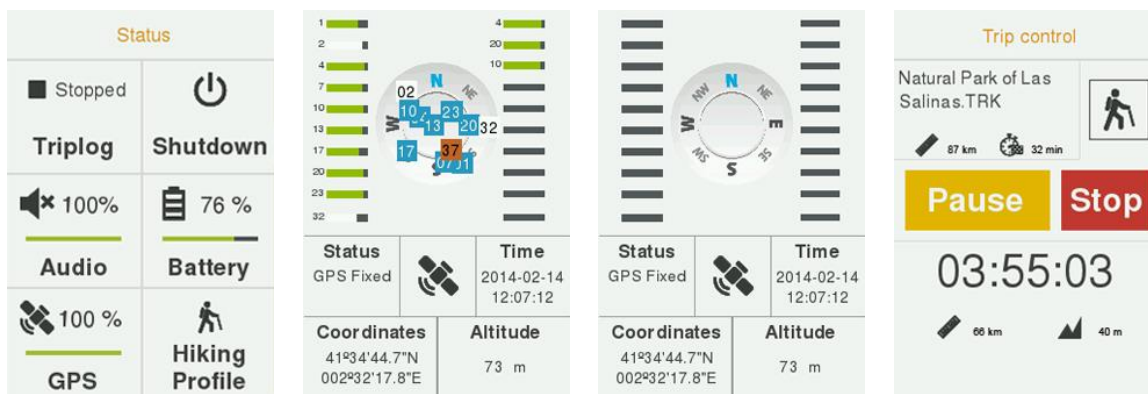 Status
Stopped
Triplog
Shutdown
100%
Audio
76 %
Battery
100 %
GPS
Hiking
Profile
1
2
4
7
10
13
17
20
23
32
4
20
10
N
NE
W
S
02
10
13
23
20
32
17
37
01
Status
GPS Fixed
Time
2014-02-14
12:07:12
Coordinates
41º34'44.7"N
002º32'17.8"E
Altitude
73 m
N
NW
NE
W
E
SW
SE
S
Status
GPS Fixed
Time
2014-02-14
12:07:12
Coordinates
41º34'44.7"N
002º32'17.8"E
Altitude
73 m
Trip control
Natural Park of Las
Salinas.TRK
87 km
32 min
Pause
Stop
03:55:03
66 km
40 m